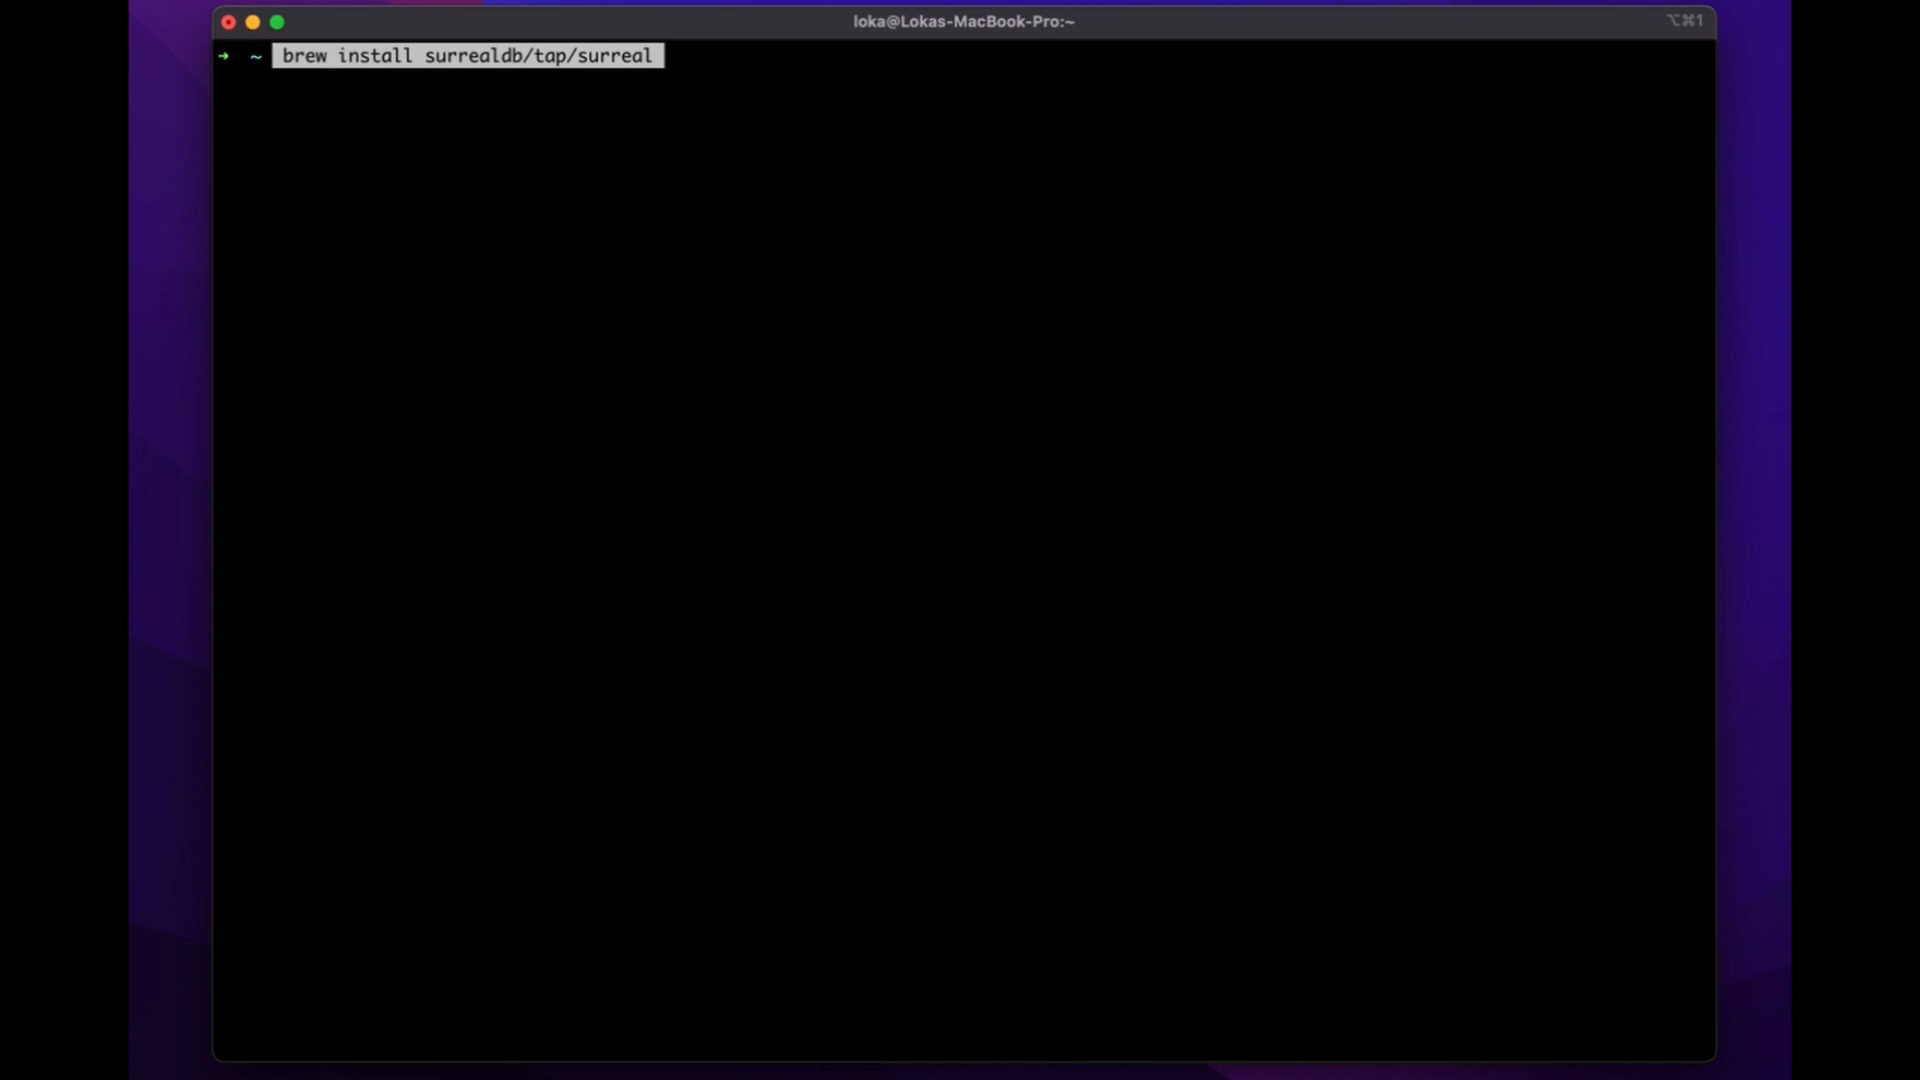 loka@Lokas-MacBook-Pro:~
⌥⌘1
➜ ~ brew install surrealdb/tap/surreal